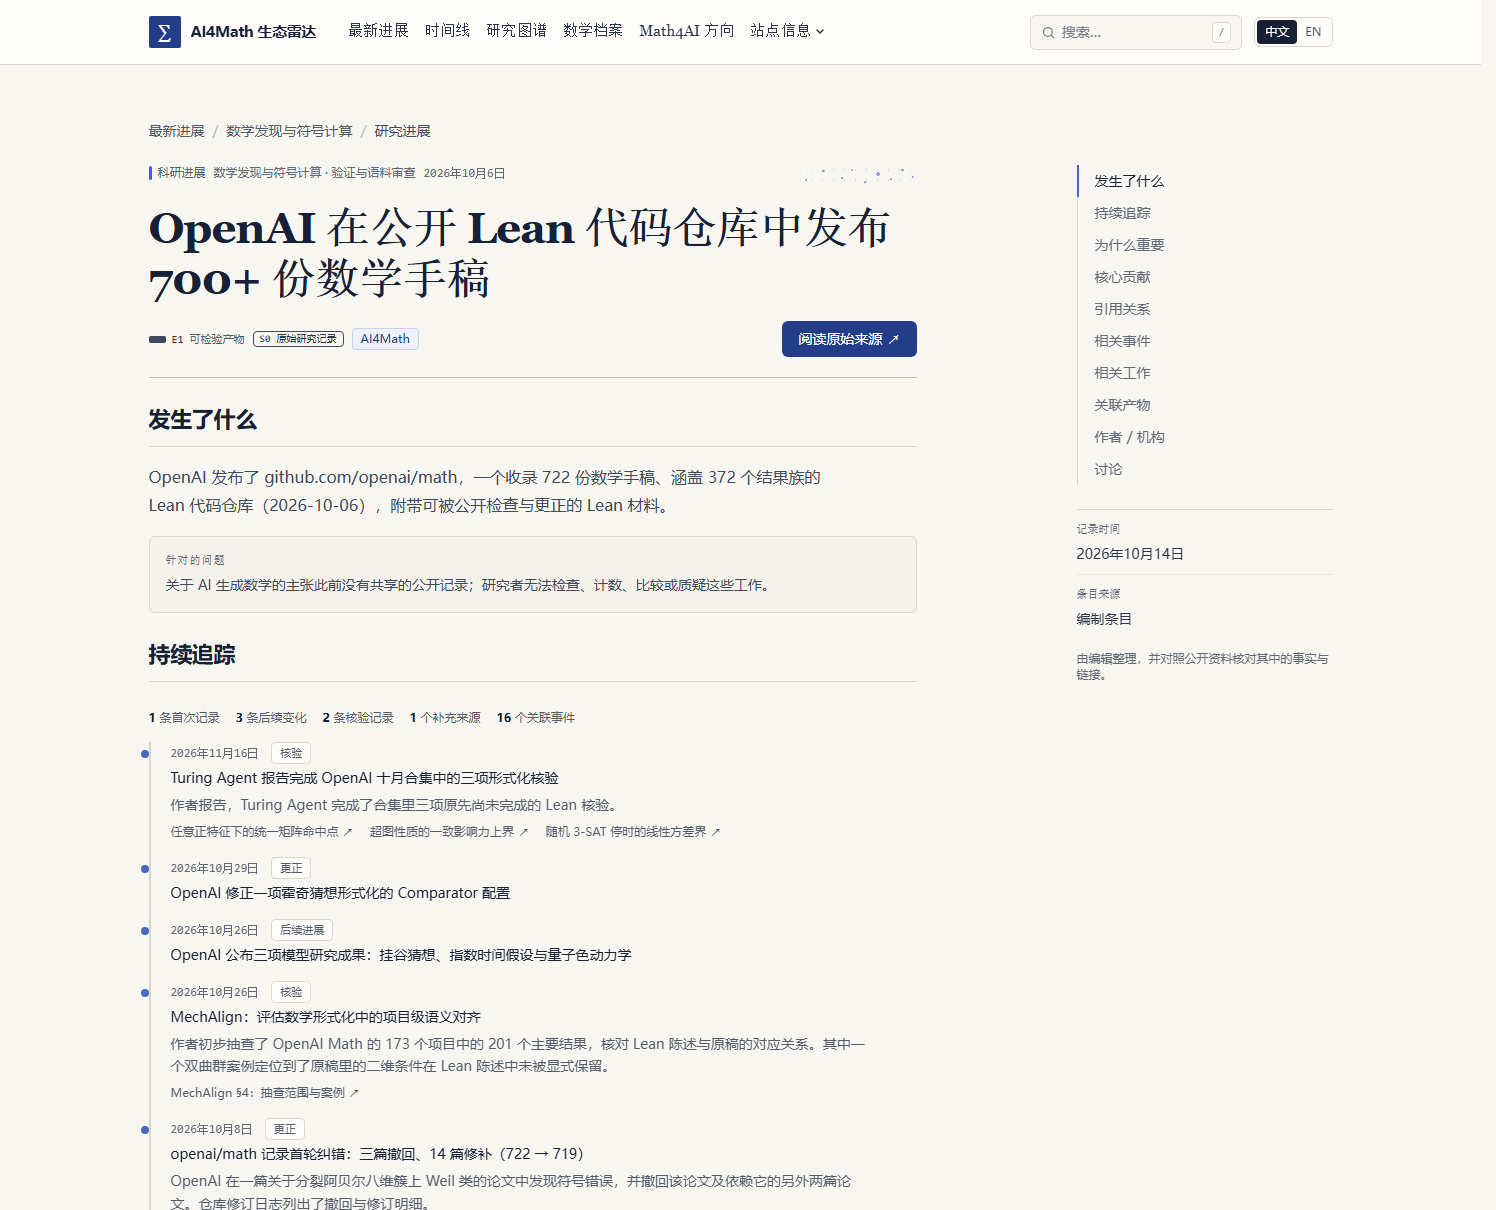 AI4Math 生态雷达
最新进展 时间线 研究图谱 数学档案 Math4AI 方向 站点信息
搜索... /
中文 EN
最新进展 / 数学发现与符号计算 / 研究进展
科研进展 数学发现与符号计算 · 验证与语料审查 2026年10月6日
OpenAI 在公开 Lean 代码仓库中发布
700+ 份数学手稿
E1 可检验产物 S0 原始研究记录 AI4Math
阅读原始来源 ↗
发生了什么
OpenAI 发布了 github.com/openai/math，一个收录 722 份数学手稿、涵盖 372 个结果族的
Lean 代码仓库（2026-10-06），附带可被公开检查与更正的 Lean 材料。
针对的问题
关于 AI 生成数学的主张此前没有共享的公开记录；研究者无法检查、计数、比较或质疑这些工作。
持续追踪
1 条首次记录 3 条后续变化 2 条核验记录 1 个补充来源 16 个关联事件
2026年11月16日 核验
Turing Agent 报告完成 OpenAI 十月合集中的三项形式化核验
作者报告，Turing Agent 完成了合集里三项原先尚未完成的 Lean 核验。
任意正特征下的统一矩阵命中点 ↗ 超图性质的一致影响力上界 ↗ 随机 3-SAT 停时的线性方差界 ↗
2026年10月29日 更正
OpenAI 修正一项霍奇猜想形式化的 Comparator 配置
2026年10月26日 后续进展
OpenAI 公布三项模型研究成果：挂谷猜想、指数时间假设与量子色动力学
2026年10月26日 核验
MechAlign：评估数学形式化中的项目级语义对齐
作者初步抽查了 OpenAI Math 的 173 个项目中的 201 个主要结果，核对 Lean 陈述与原稿的对应关系。其中一
个双曲群案例定位到了原稿里的二维条件在 Lean 陈述中未被显式保留。
MechAlign §4：抽查范围与案例 ↗
2026年10月8日 更正
openai/math 记录首轮纠错：三篇撤回、14 篇修补（722 → 719）
OpenAI 在一篇关于分裂阿贝尔八维簇上 Weil 类的论文中发现符号错误，并撤回该论文及依赖它的另外两篇论
文。仓库修订日志列出了撤回与修订明细。
发生了什么
持续追踪
为什么重要
核心贡献
引用关系
相关事件
相关工作
关联产物
作者 / 机构
讨论
记录时间
2026年10月14日
条目来源
编制条目
由编辑整理，并对照公开资料核对其中的事实与
链接。